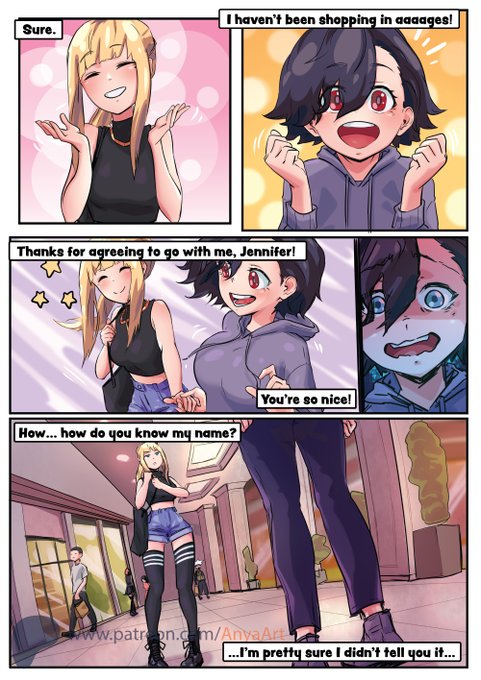 Sure.
I haven't been shopping in aaaages!
Thanks for agreeing to go with me, Jennifer!
You're so nice!
How... how do you know my name?
www.patreon.com/AnyaArt
...I'm pretty sure I didn't tell you it...